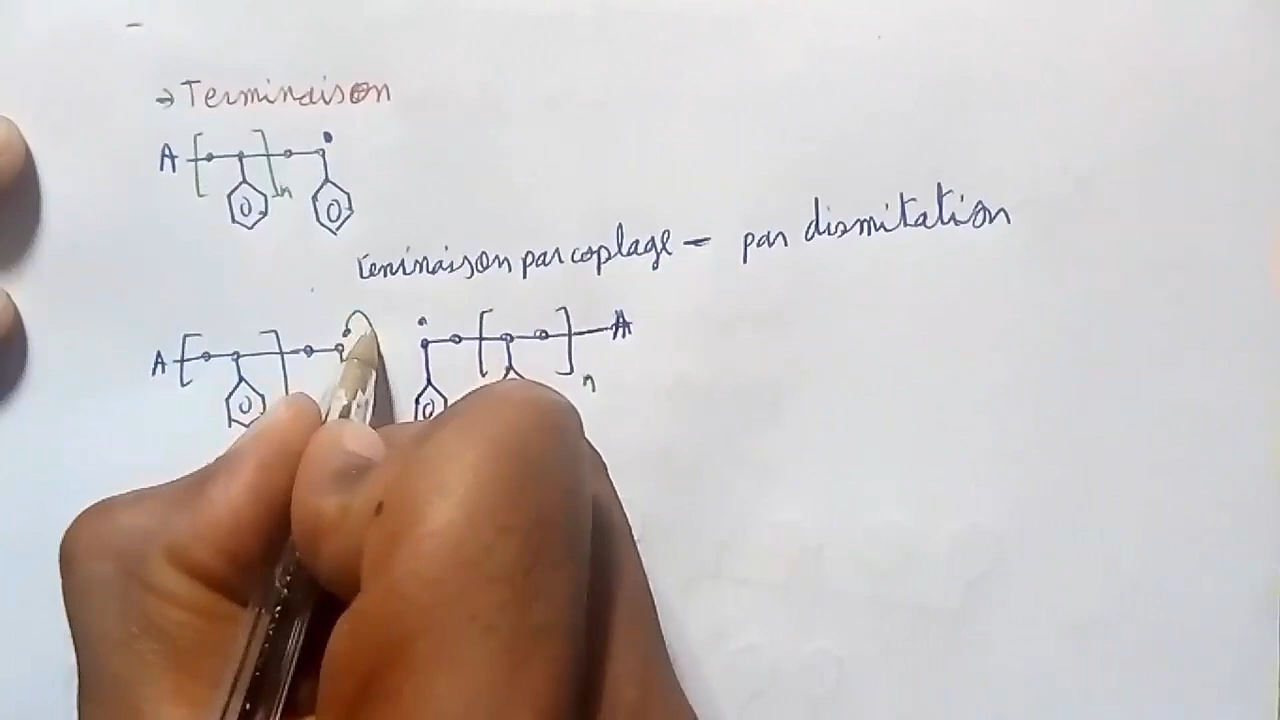 → Terminaison
A [ ]n
terminaison par coplage - par dismitation
A [ ] [ ]n A